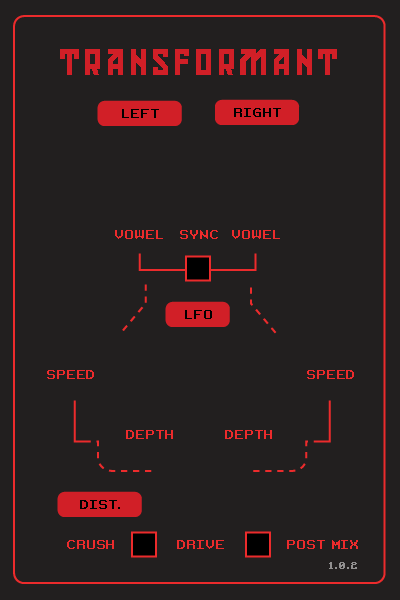 TRANSFORMANT
LEFT RIGHT
VOWEL SYNC VOWEL
LFO
SPEED SPEED
DEPTH DEPTH
DIST.
CRUSH DRIVE POST MIX
1.0.2